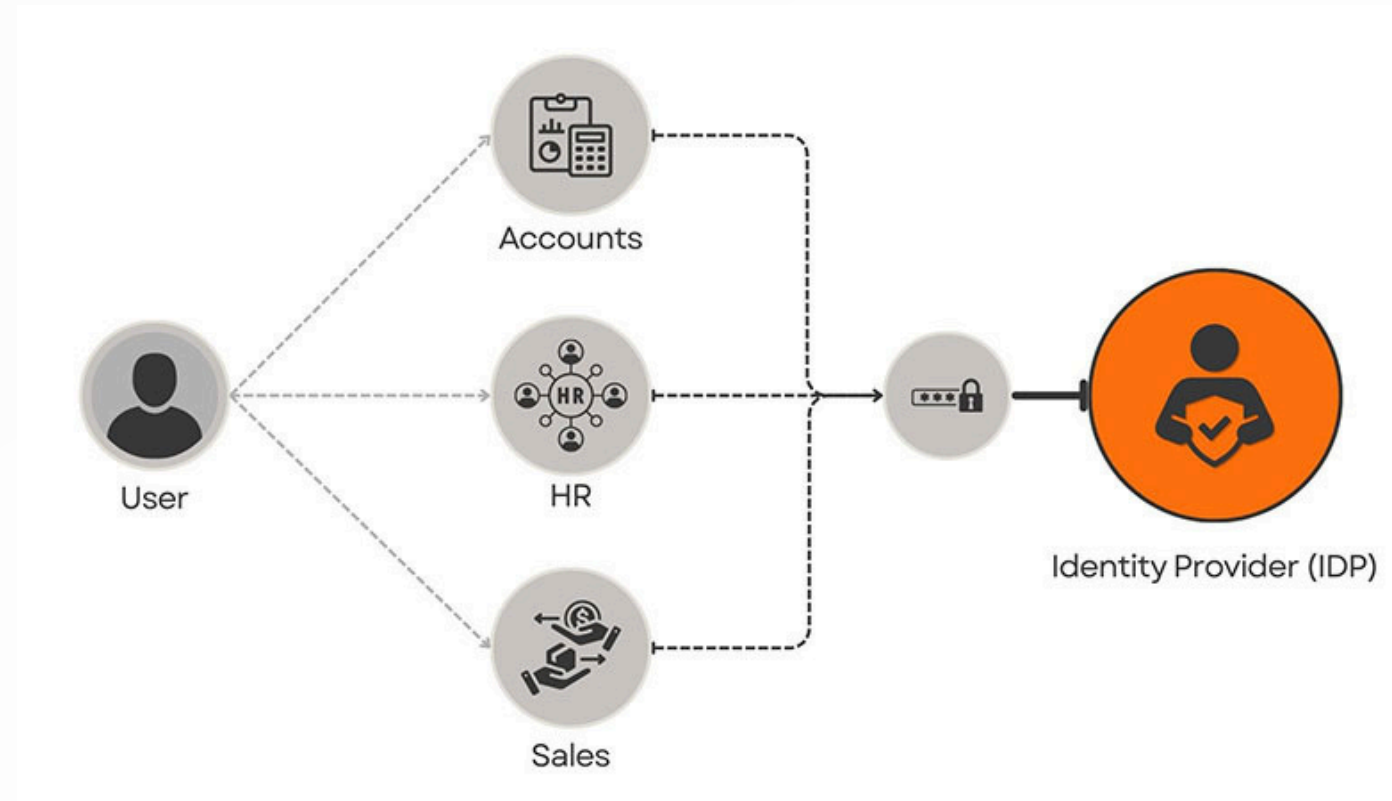 Accounts
User
HR
HR
***
Identity Provider (IDP)
$
Sales